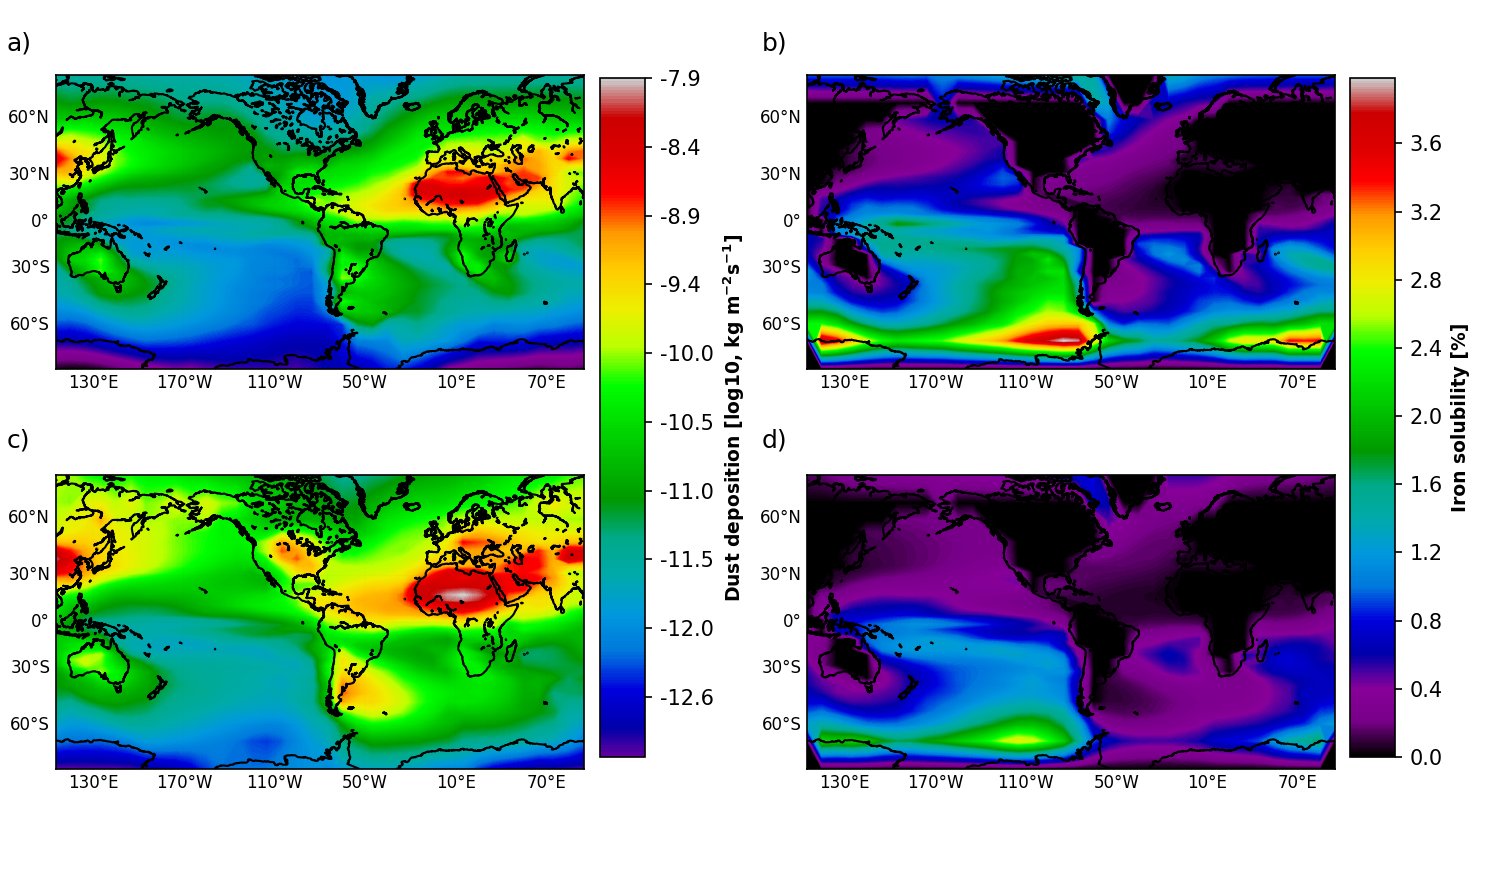 a)
60°N
30°N
0°
30°S
60°S
130°E 170°W 110°W 50°W 10°E 70°E
-7.9
-8.4
-8.9
-9.4
-10.0
-10.5
-11.0
-11.5
-12.0
-12.6
Dust deposition [log10, kg m⁻²s⁻¹]
b)
60°N
30°N
0°
30°S
60°S
130°E 170°W 110°W 50°W 10°E 70°E
3.6
3.2
2.8
2.4
2.0
1.6
1.2
0.8
0.4
0.0
Iron solubility [%]
c)
60°N
30°N
0°
30°S
60°S
130°E 170°W 110°W 50°W 10°E 70°E
d)
60°N
30°N
0°
30°S
60°S
130°E 170°W 110°W 50°W 10°E 70°E